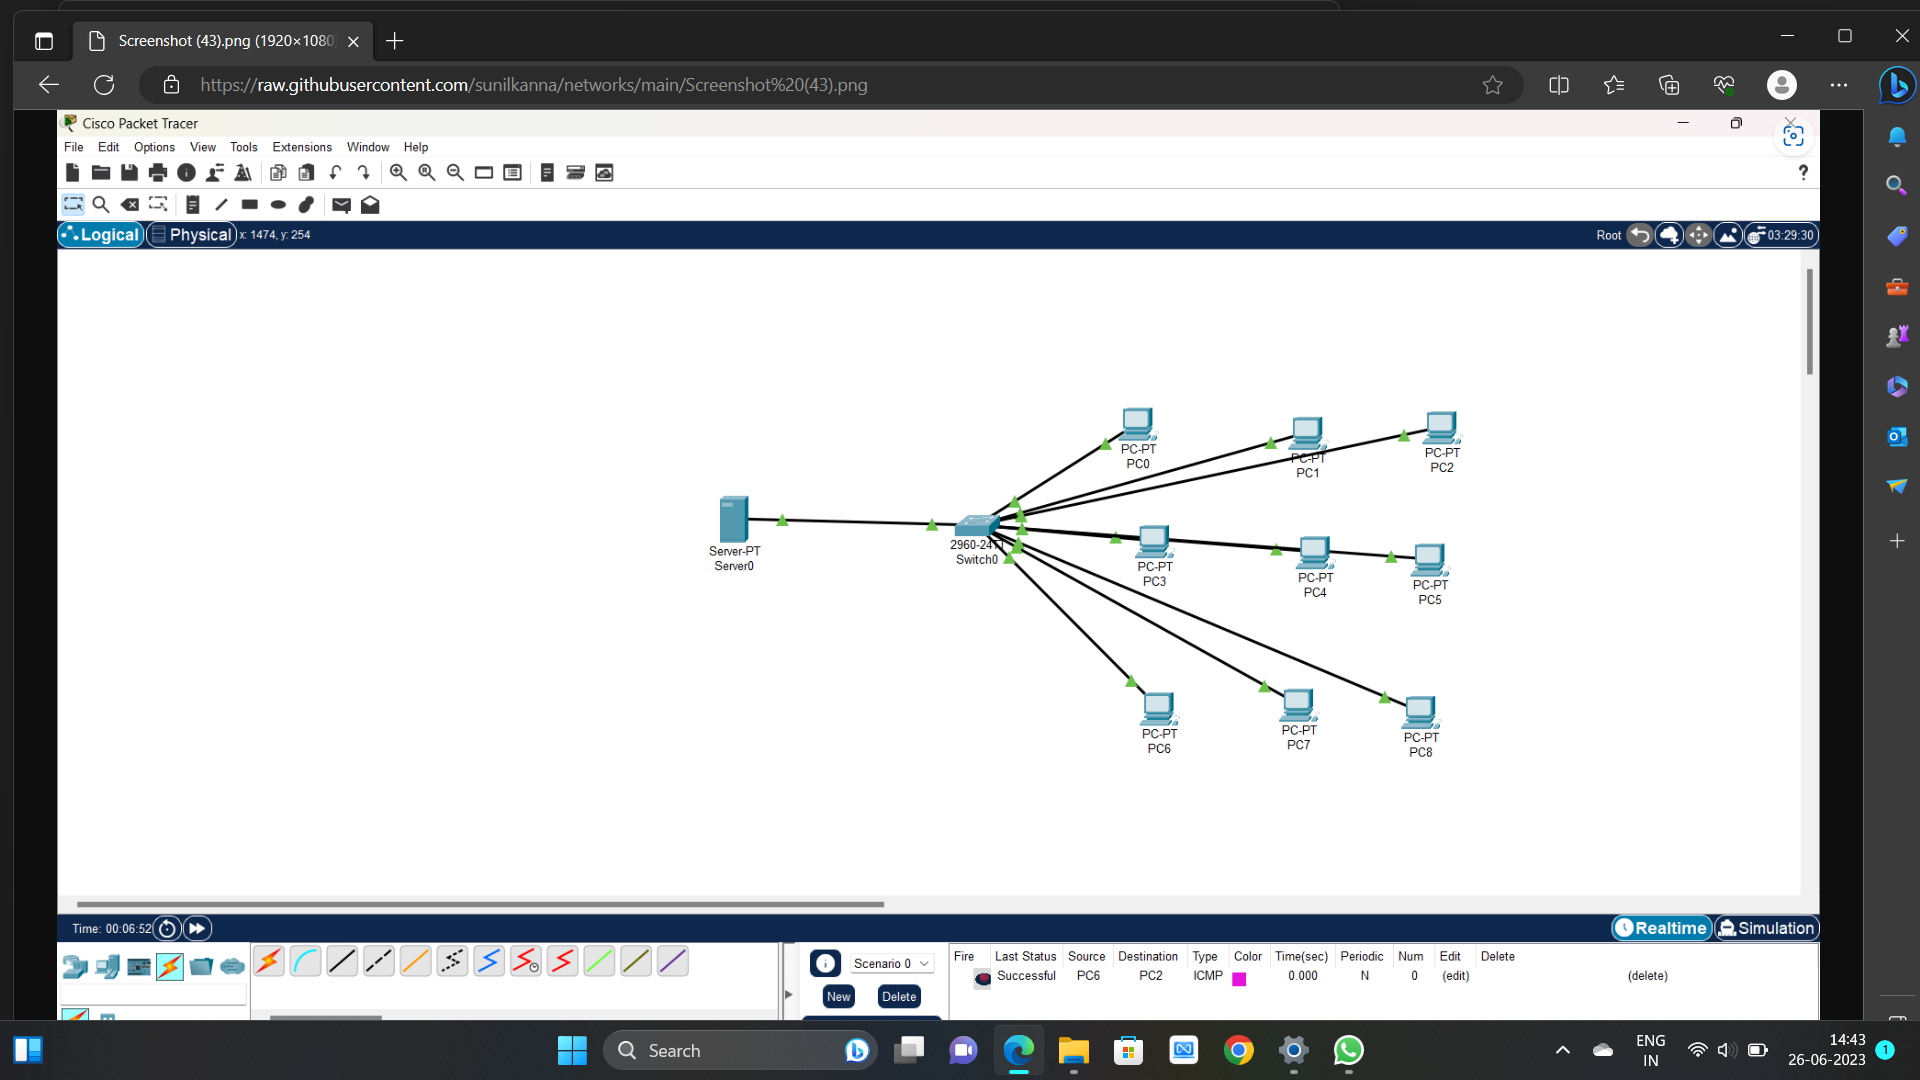 Screenshot (43).png (1920×1080
https://raw.githubusercontent.com/sunilkanna/networks/main/Screenshot%20(43).png
Cisco Packet Tracer
File Edit Options View Tools Extensions Window Help
?
Logical Physical x: 1474, y: 254 Root 03:29:30
PC-PT
PC0
PC-PT
PC1
PC-PT
PC2
Server-PT
Server0
Switch0
PC-PT
PC3
PC-PT
PC4
PC-PT
PC5
PC-PT
PC6
PC-PT
PC7
PC-PT
PC8
Time: 00:06:52 Realtime Simulation
Scenario 0
New Delete
Fire Last Status Source Destination Type Color Time(sec) Periodic Num Edit Delete
Successful PC6 PC2 ICMP 0.000 N 0 (edit) (delete)
Search
ENG
IN
14:43
26-06-2023
1